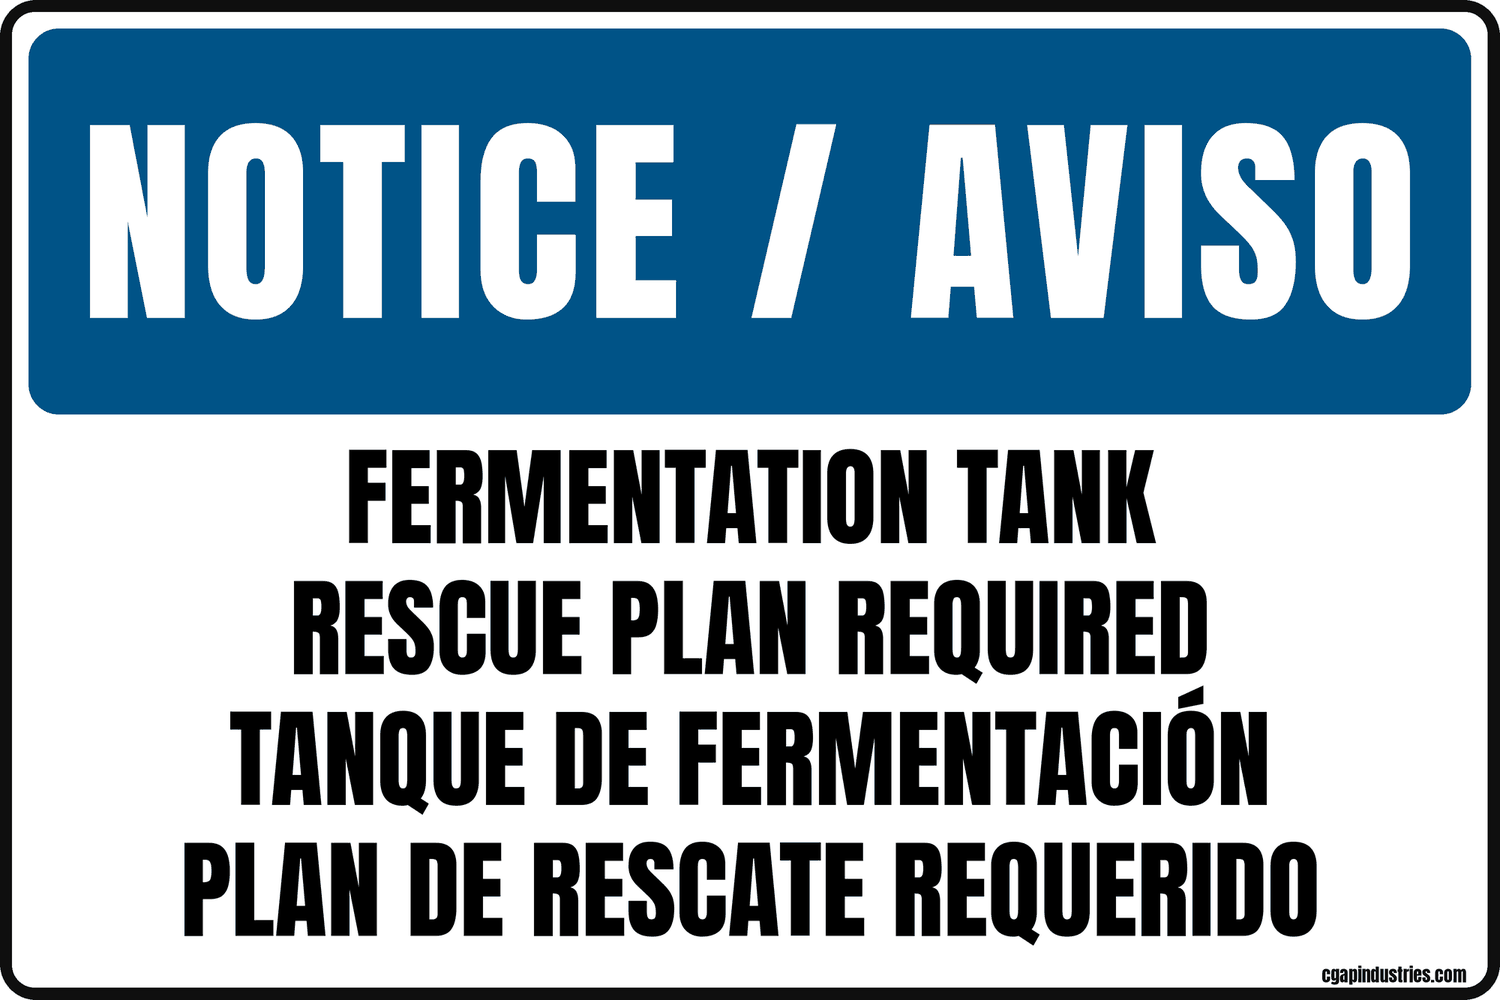 NOTICE / AVISO
FERMENTATION TANK
RESCUE PLAN REQUIRED
TANQUE DE FERMENTACIÓN
PLAN DE RESCATE REQUERIDO
cgapindustries.com